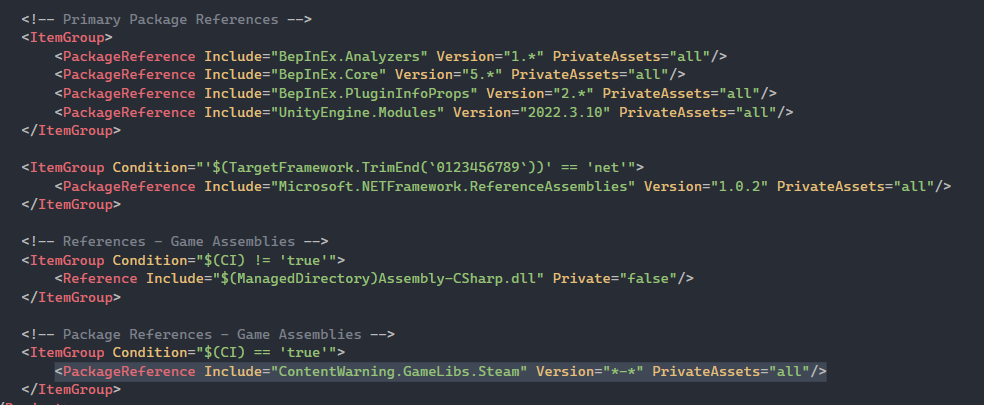 <!-- Primary Package References -->
<ItemGroup>
<PackageReference Include="BepInEx.Analyzers" Version="1.*" PrivateAssets="all"/>
<PackageReference Include="BepInEx.Core" Version="5.*" PrivateAssets="all"/>
<PackageReference Include="BepInEx.PluginInfoProps" Version="2.*" PrivateAssets="all"/>
<PackageReference Include="UnityEngine.Modules" Version="2022.3.10" PrivateAssets="all"/>
</ItemGroup>
<ItemGroup Condition="'$(TargetFramework.TrimEnd(`0123456789`))' == 'net'">
<PackageReference Include="Microsoft.NETFramework.ReferenceAssemblies" Version="1.0.2" PrivateAssets="all"/>
</ItemGroup>
<!-- References - Game Assemblies -->
<ItemGroup Condition="$(CI) != 'true'">
<Reference Include="$(ManagedDirectory)Assembly-CSharp.dll" Private="false"/>
</ItemGroup>
<!-- Package References - Game Assemblies -->
<ItemGroup Condition="$(CI) == 'true'">
<PackageReference Include="ContentWarning.GameLibs.Steam" Version="*-*" PrivateAssets="all"/>
</ItemGroup>